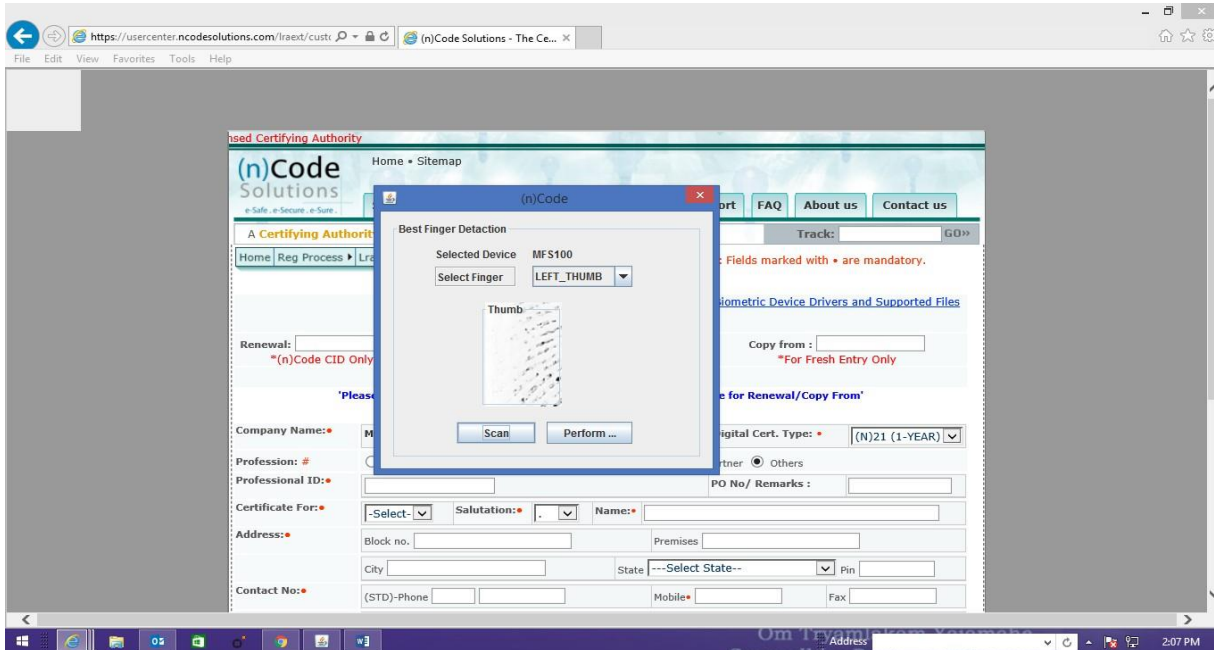 https://usercenter.ncodesolutions.com/lraext/custo
(n)Code Solutions - The Ce...
File Edit View Favorites Tools Help
nsed Certifying Authority
(n)Code
Solutions
e-Safe . e-Secure . e-Sure .
Home • Sitemap
ort FAQ About us Contact us
A Certifying Authorit
Track: GO»
Home Reg Process Lra
: Fields marked with • are mandatory.
iometric Device Drivers and Supported Files
Renewal: Copy from :
*(n)Code CID Only *For Fresh Entry Only
'Pleas e for Renewal/Copy From'
(n)Code
Best Finger Detaction
Selected Device MFS100
Select Finger LEFT_THUMB
Thumb
Scan Perform ...
Company Name:• M igital Cert. Type: • (N)21 (1-YEAR)
Profession: # rtner Others
Professional ID:• PO No/ Remarks :
Certificate For:• -Select- Salutation:• . Name:•
Address:• Block no. Premises
City State ---Select State-- Pin
Contact No:• (STD)-Phone Mobile• Fax
Address 2:07 PM